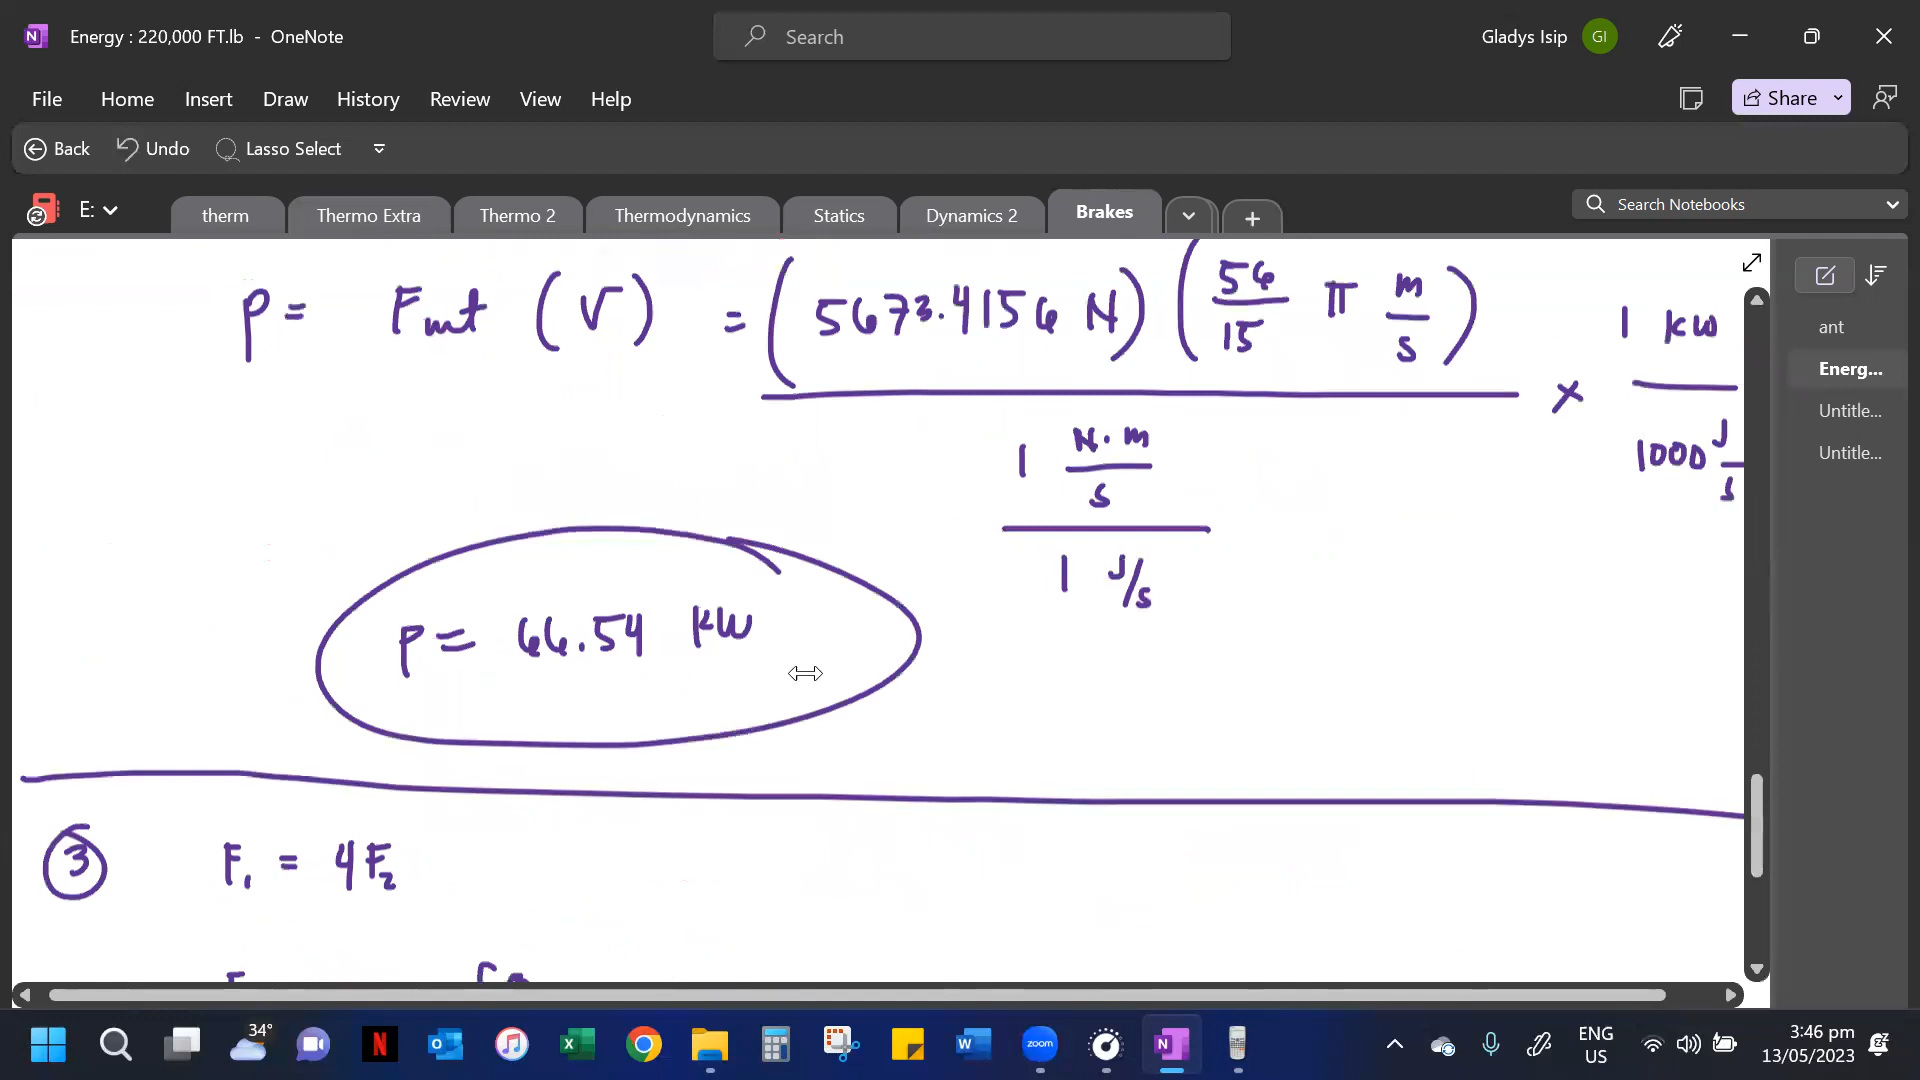 Energy : 220,000 FT.lb - OneNote
Search
Gladys Isip GI
File Home Insert Draw History Review View Help
Share
Back Undo Lasso Select
E:
therm Thermo Extra Thermo 2 Thermodynamics Statics Dynamics 2 Brakes
Search Notebooks
ant
Energ...
Untitle...
Untitle...
P = Fmt (V) = (5673.4156 N) (56/15 π m/s) × 1 kW
1 N·m/s
1000 J/s
1 J/s
P = 66.54 kW
3 F1 = 4F2
34°
zoom
ENG
US
3:46 pm
13/05/2023